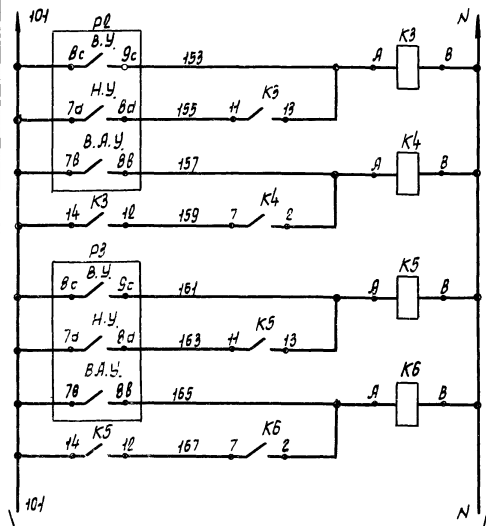 101 N
Р2
8с В.У. 9с 153 А К3 В
7d Н.У. 8d 155 11 К3 13
7в В.А.У. 8в 157 А К4 В
14 К3 12 159 7 К4 2
Р3
8с В.У. 9с 161 А К5 В
7d Н.У. 8d 163 11 К5 13
7в В.А.У. 8в 165 А К6 В
14 К5 12 167 7 К6 2
101 N